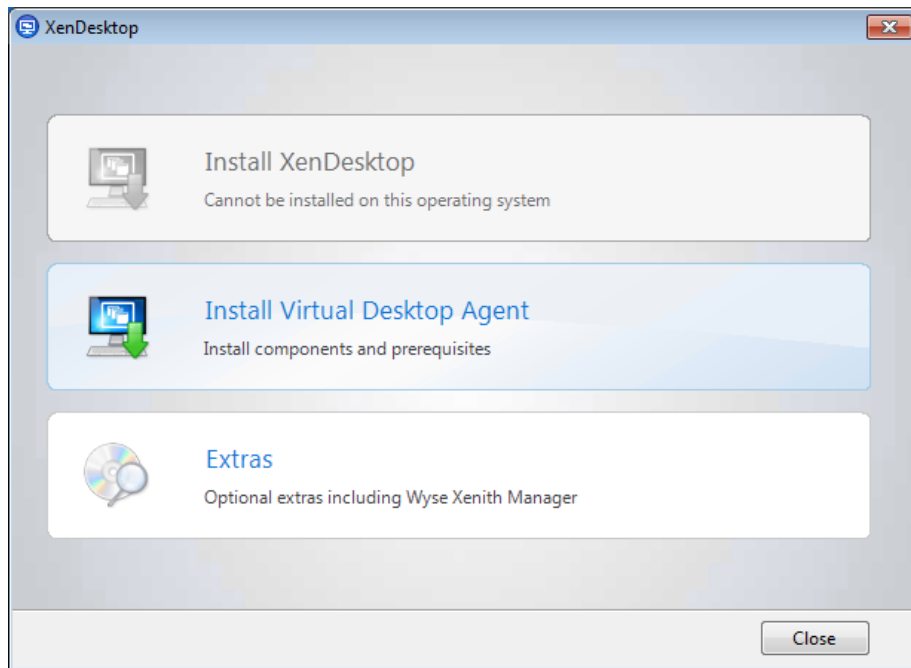 XenDesktop
Install XenDesktop
Cannot be installed on this operating system
Install Virtual Desktop Agent
Install components and prerequisites
Extras
Optional extras including Wyse Xenith Manager
Close